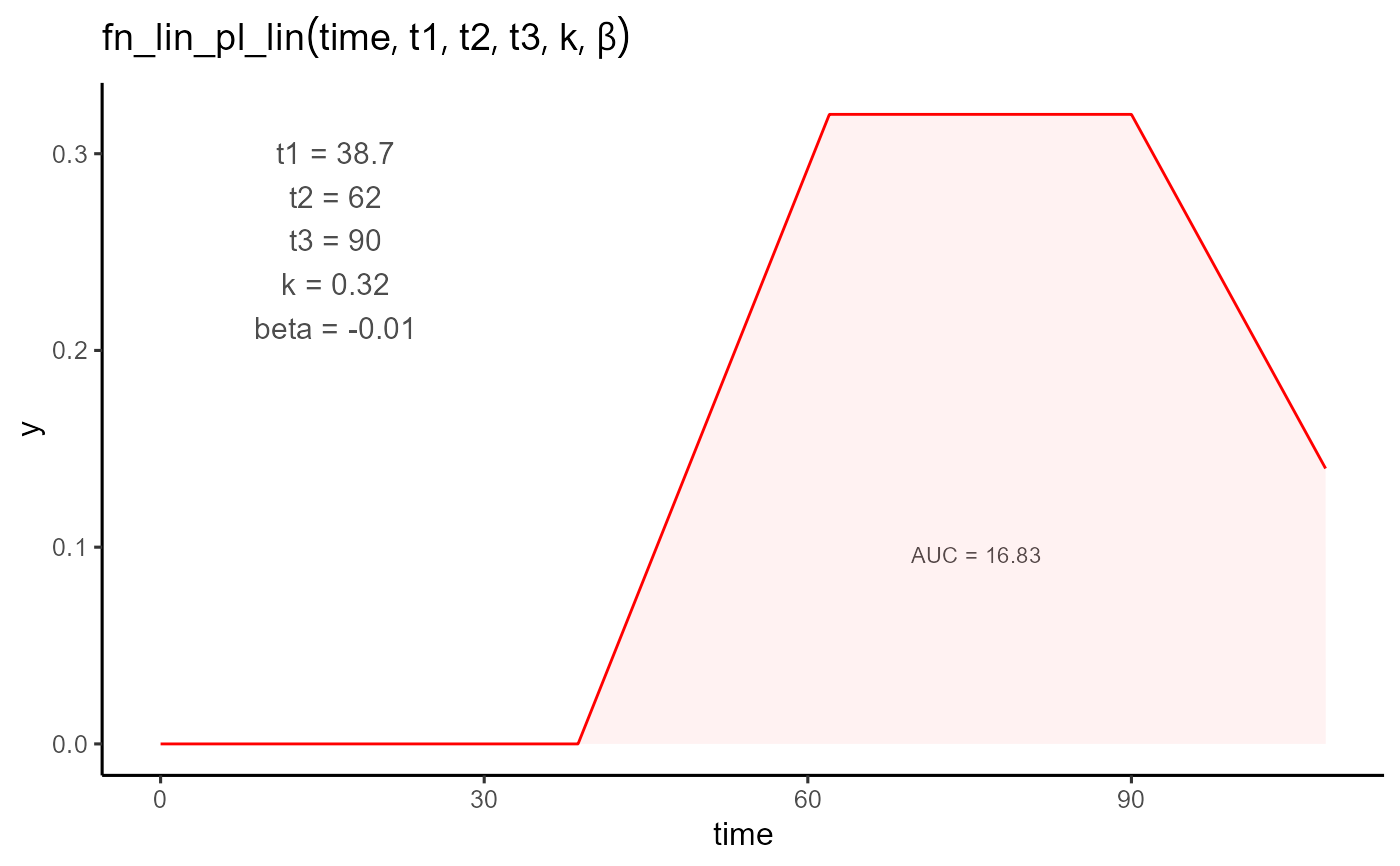 fn_lin_pl_lin(time, t1, t2, t3, k, β)
t1 = 38.7
t2 = 62
t3 = 90
k = 0.32
beta = -0.01
AUC = 16.83
0.3
0.2
0.1
0.0
y
0 30 60 90
time